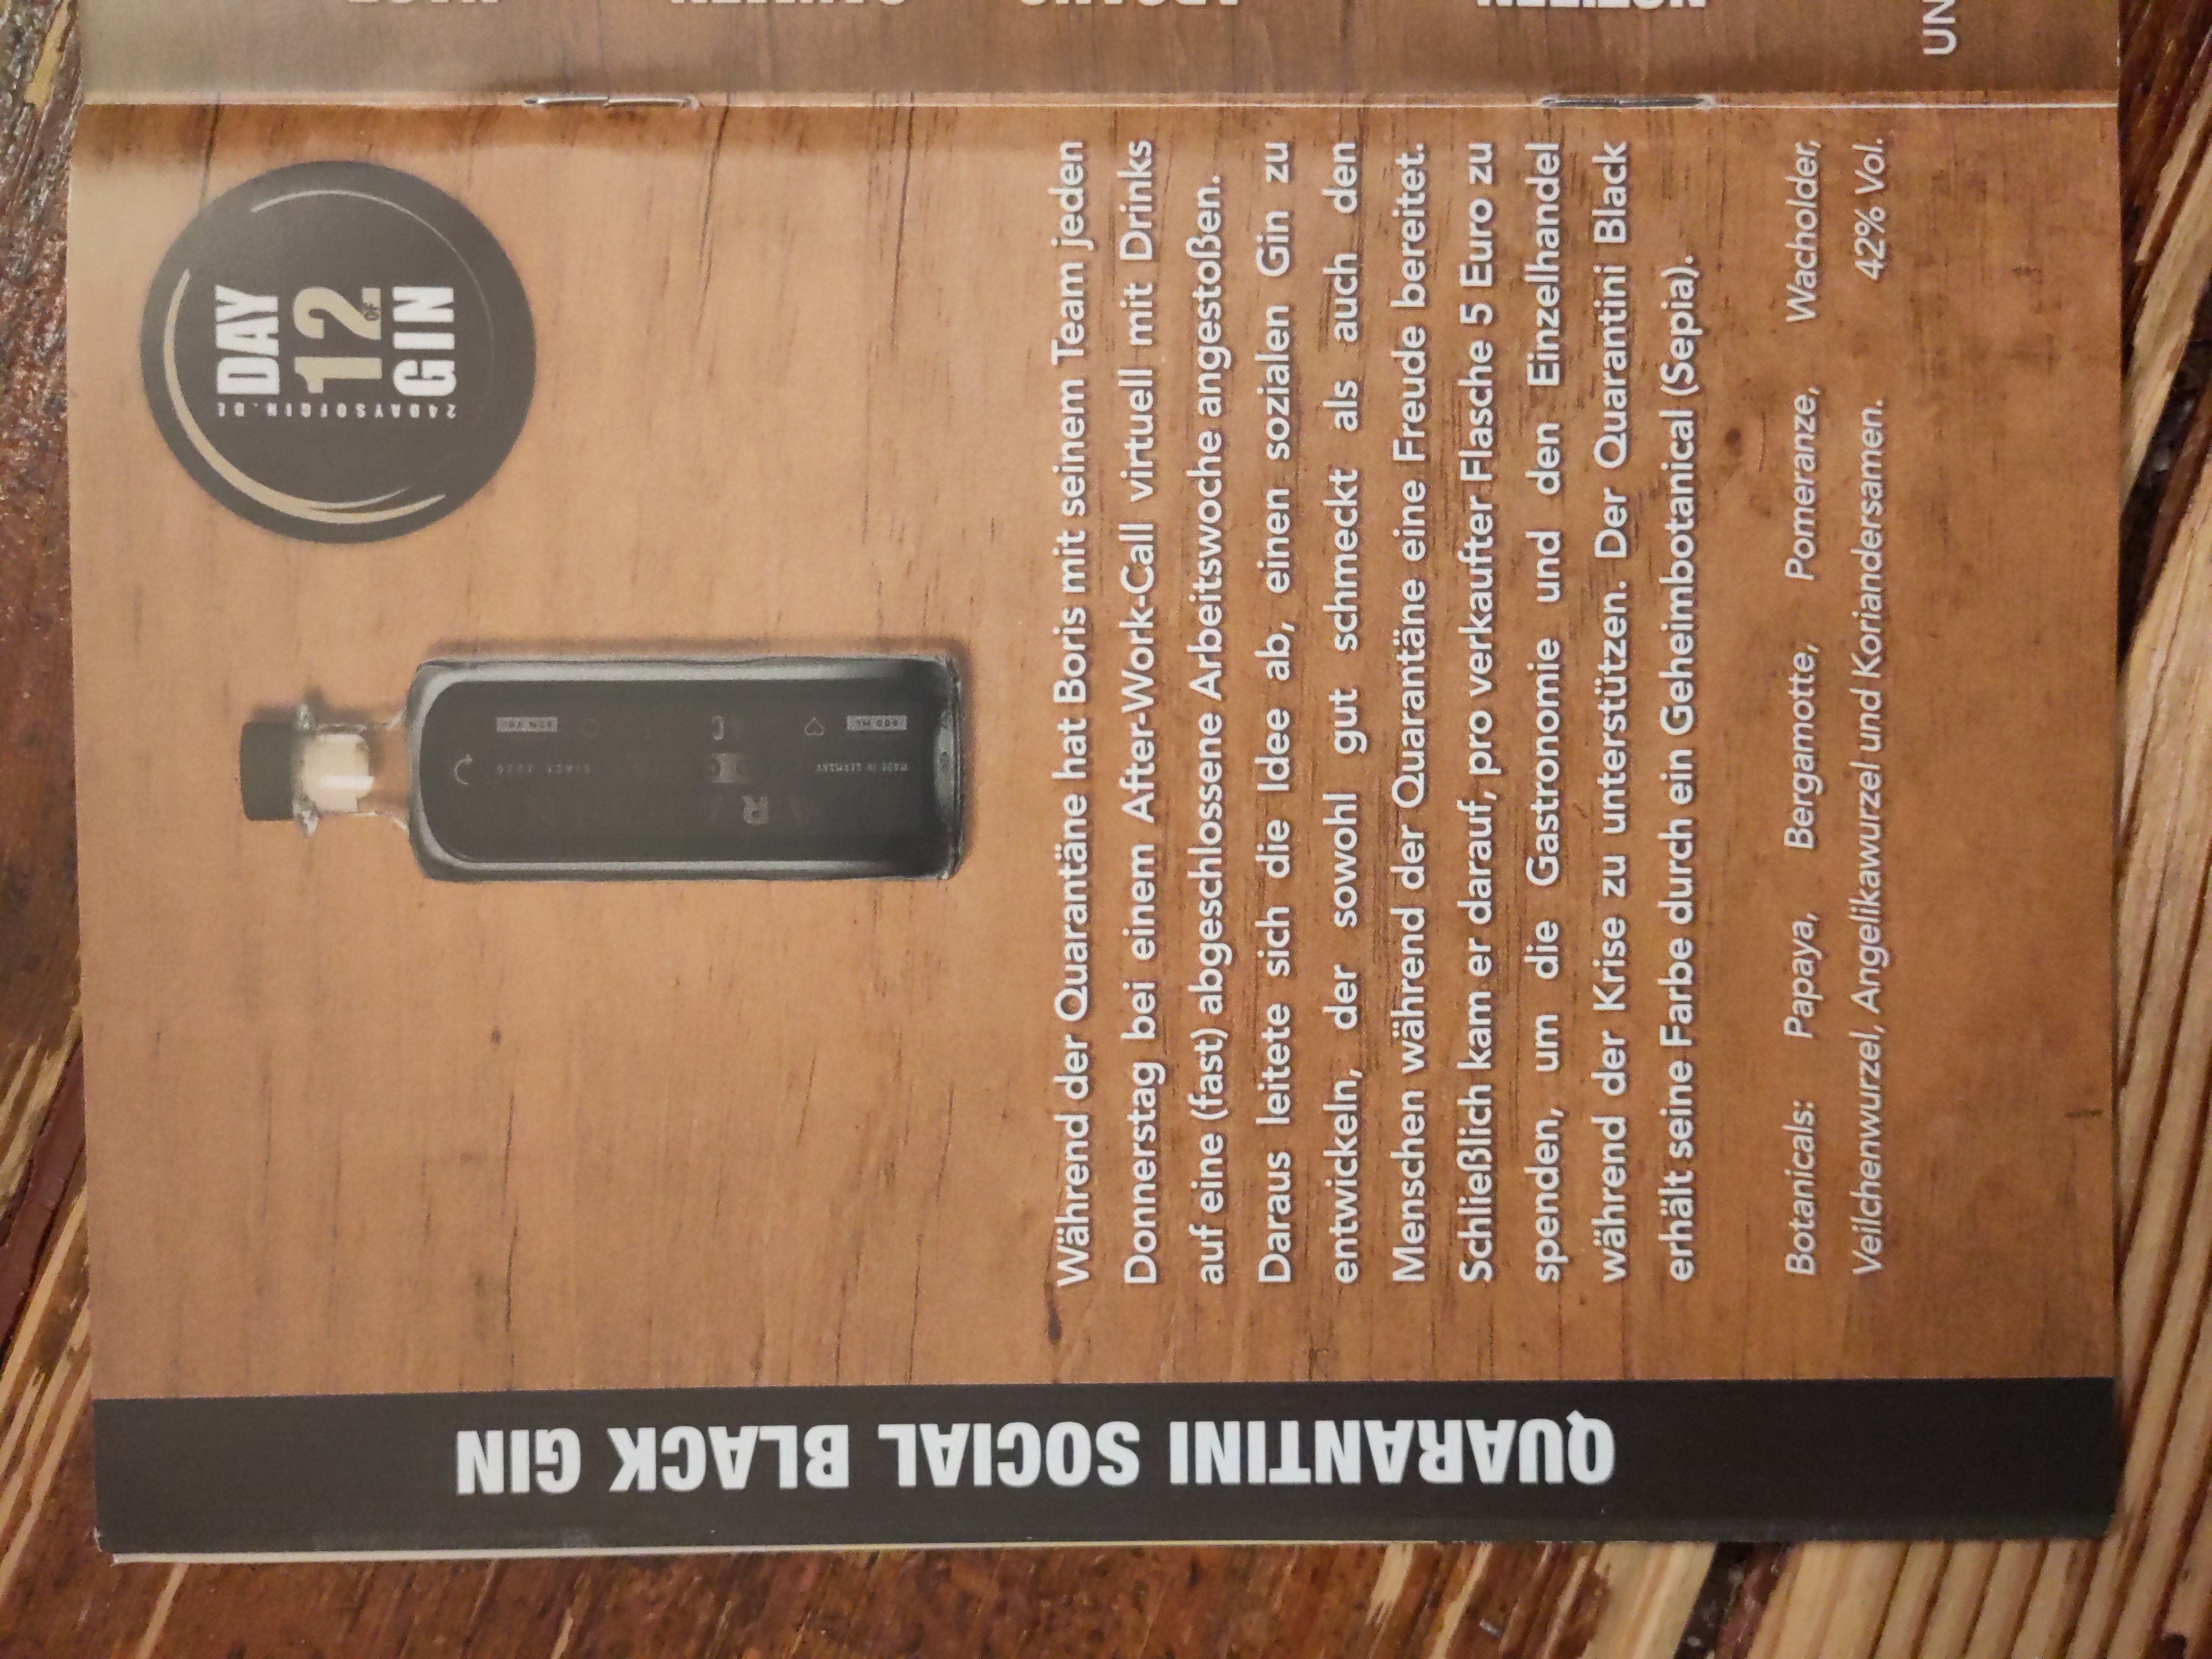 QUARANTINI SOCIAL BLACK GIN
DAY
12
OF
GIN
24DAYSOFGIN.DE
MADE IN GERMANY
Während der Quarantäne hat Boris mit seinem Team jeden
Donnerstag bei einem After-Work-Call virtuell mit Drinks
auf eine (fast) abgeschlossene Arbeitswoche angestoßen.
Daraus leitete sich die Idee ab, einen sozialen Gin zu
entwickeln, der sowohl gut schmeckt als auch den
Menschen während der Quarantäne eine Freude bereitet.
Schließlich kam er darauf, pro verkaufter Flasche 5 Euro zu
spenden, um die Gastronomie und den Einzelhandel
während der Krise zu unterstützen. Der Quarantini Black
erhält seine Farbe durch ein Geheimbotanical (Sepia).
Botanicals: Papaya, Bergamotte, Pomeranze, Wacholder,
Veilchenwurzel, Angelikawurzel und Koriandersamen. 42% Vol.
UN